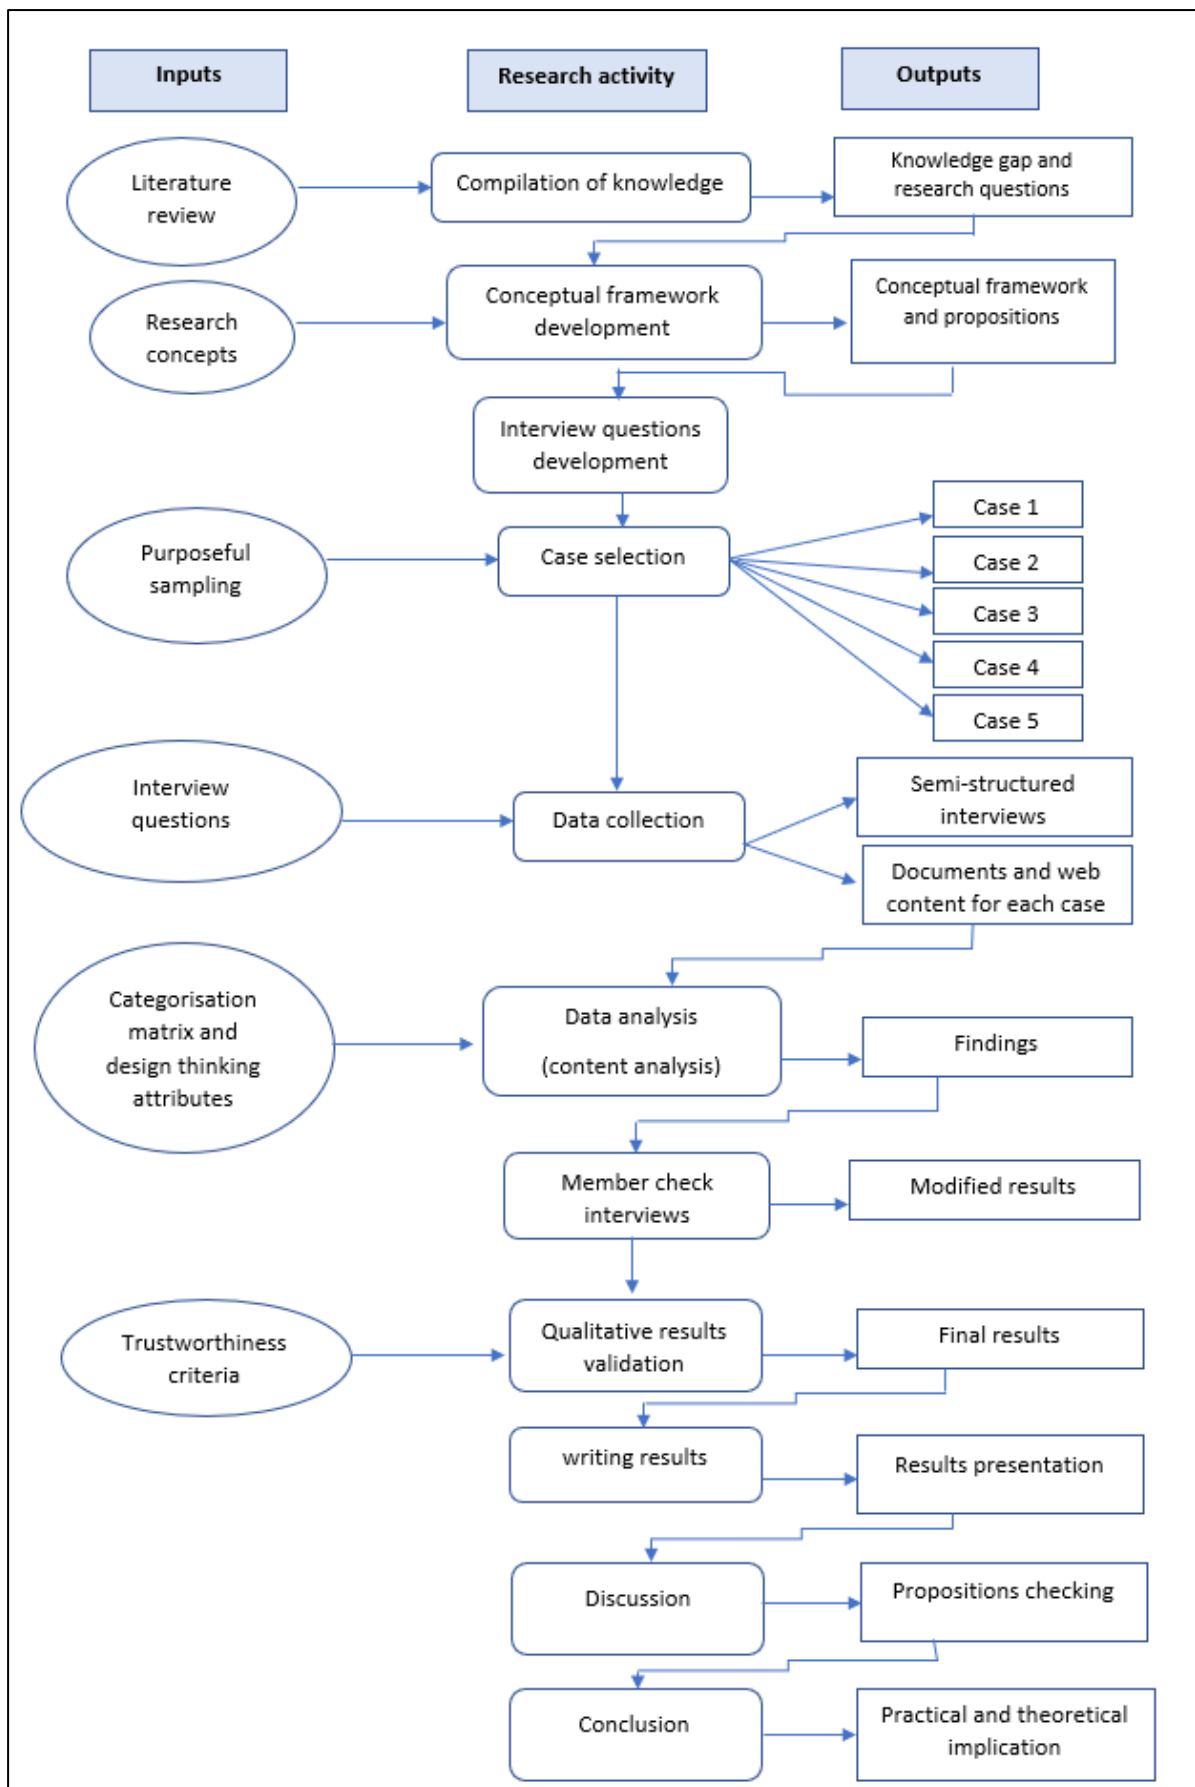 Inputs
Research activity
Outputs
Literature
review
Compilation of knowledge
Knowledge gap and
research questions
Research
concepts
Conceptual framework
development
Conceptual framework
and propositions
Interview questions
development
Purposeful
sampling
Case selection
Case 1
Case 2
Case 3
Case 4
Case 5
Interview
questions
Data collection
Semi-structured
interviews
Documents and web
content for each case
Categorisation
matrix and
design thinking
attributes
Data analysis
(content analysis)
Findings
Member check
interviews
Modified results
Trustworthiness
criteria
Qualitative results
validation
Final results
writing results
Results presentation
Discussion
Propositions checking
Conclusion
Practical and theoretical
implication